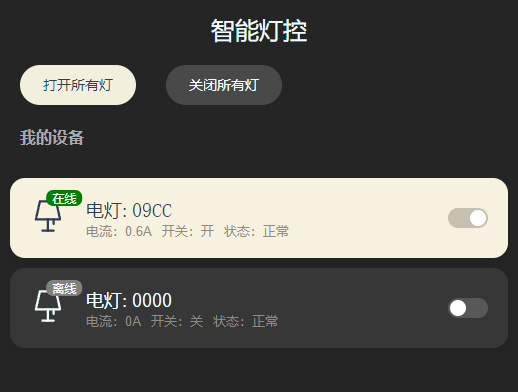 智能灯控
打开所有灯 关闭所有灯
我的设备
在线
电灯: 09CC
电流: 0.6A 开关: 开 状态: 正常
离线
电灯: 0000
电流: 0A 开关: 关 状态: 正常